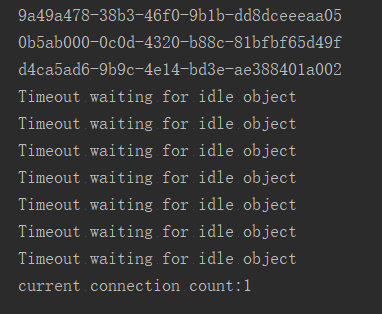 9a49a478-38b3-46f0-9b1b-dd8dceeeaa05
0b5ab000-0c0d-4320-b88c-81bfbf65d49f
d4ca5ad6-9b9c-4e14-bd3e-ae388401a002
Timeout waiting for idle object
Timeout waiting for idle object
Timeout waiting for idle object
Timeout waiting for idle object
Timeout waiting for idle object
Timeout waiting for idle object
Timeout waiting for idle object
current connection count:1